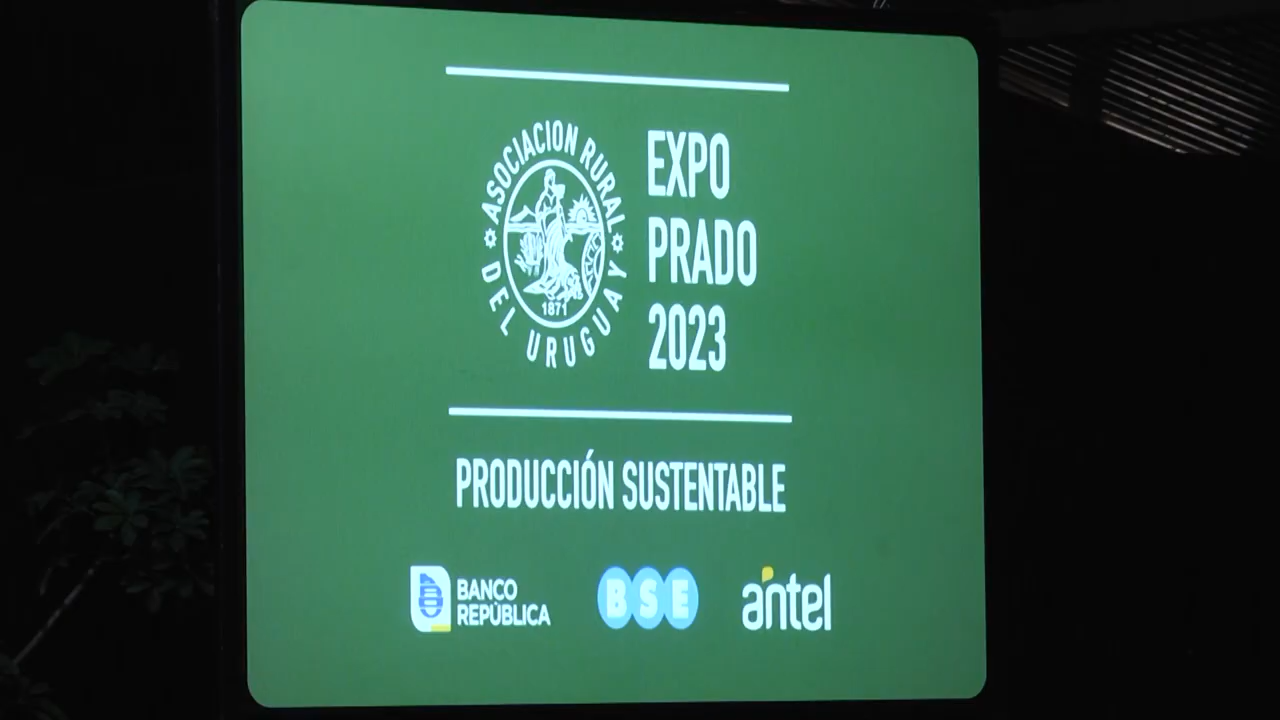 ASOCIACION RURAL
DEL URUGUAY
1871
EXPO
PRADO
2023
PRODUCCIÓN SUSTENTABLE
BANCO
REPÚBLICA
BSE
antel